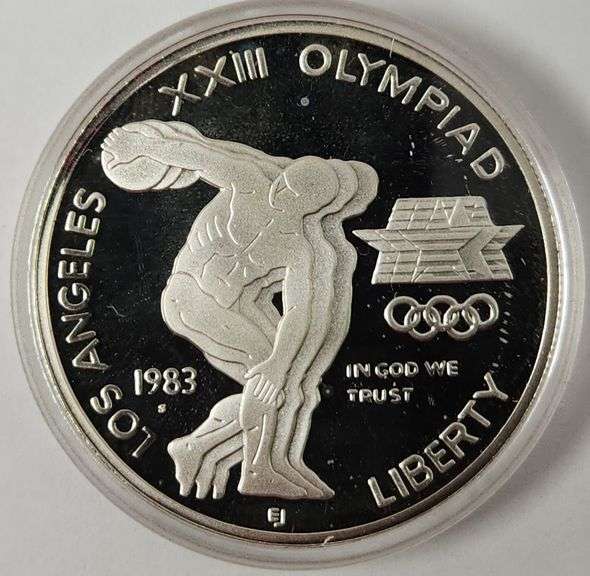 XXIII OLYMPIAD
LOS ANGELES
1983
S
IN GOD WE
TRUST
LIBERTY
EJ